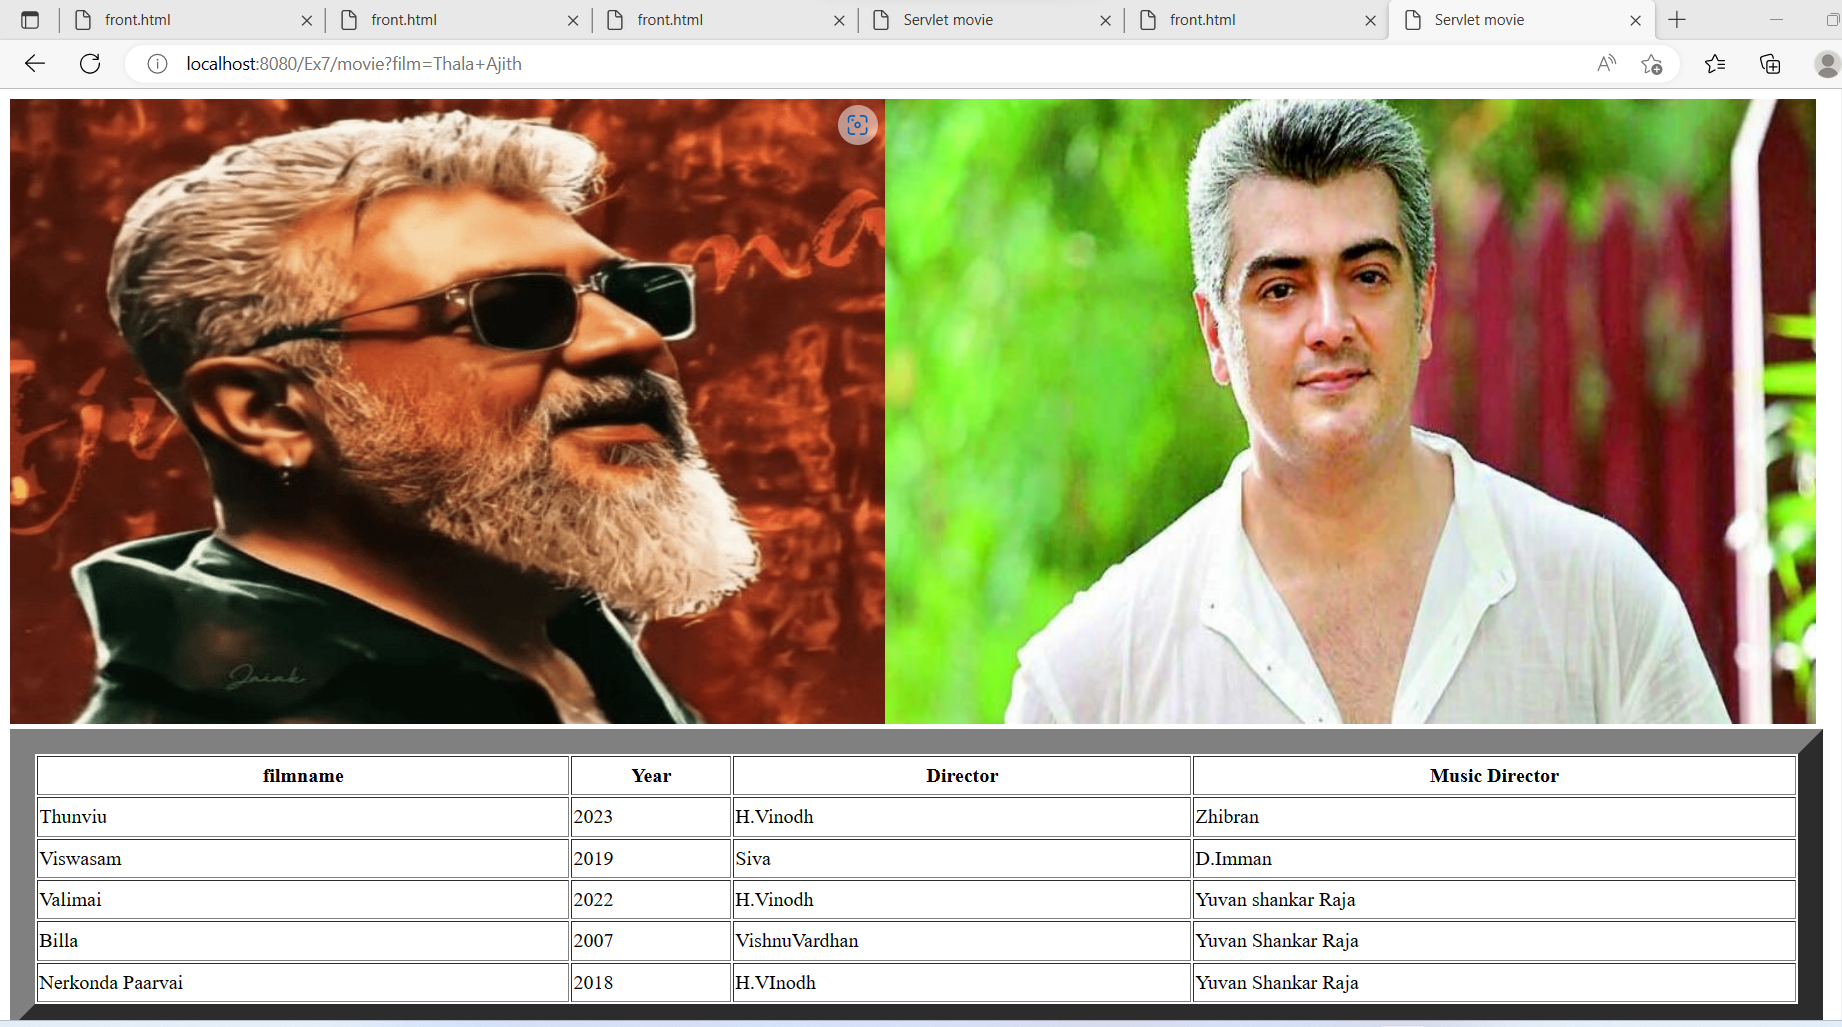 front.html front.html front.html Servlet movie front.html Servlet movie
localhost:8080/Ex7/movie?film=Thala+Ajith
na
Jaiak
filmname Year Director Music Director
Thunviu 2023 H.Vinodh Zhibran
Viswasam 2019 Siva D.Imman
Valimai 2022 H.Vinodh Yuvan shankar Raja
Billa 2007 VishnuVardhan Yuvan Shankar Raja
Nerkonda Paarvai 2018 H.VInodh Yuvan Shankar Raja